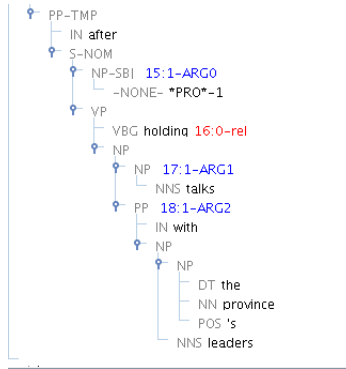 PP-TMP
IN after
S-NOM
NP-SBJ 15:1-ARG0
-NONE- *PRO*-1
VP
VBG holding 16:0-rel
NP
NP 17:1-ARG1
NNS talks
PP 18:1-ARG2
IN with
NP
NP
DT the
NN province
POS 's
NNS leaders